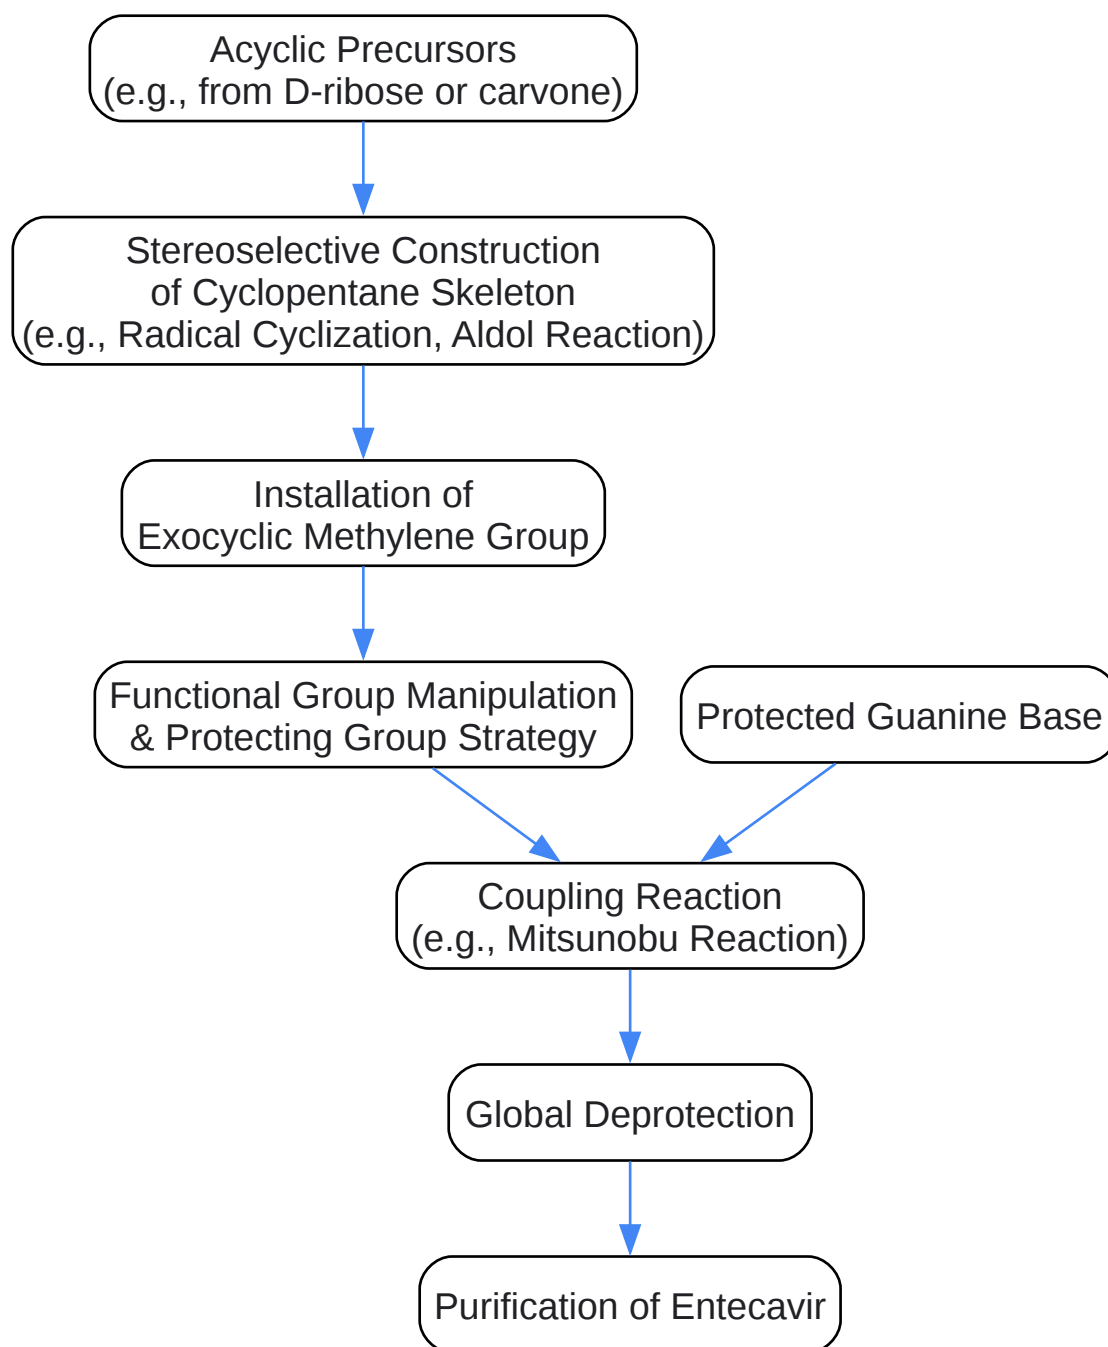 Acyclic Precursors
(e.g., from D-ribose or carvone)
Stereoselective Construction
of Cyclopentane Skeleton
(e.g., Radical Cyclization, Aldol Reaction)
Installation of
Exocyclic Methylene Group
Functional Group Manipulation
& Protecting Group Strategy
Protected Guanine Base
Coupling Reaction
(e.g., Mitsunobu Reaction)
Global Deprotection
Purification of Entecavir